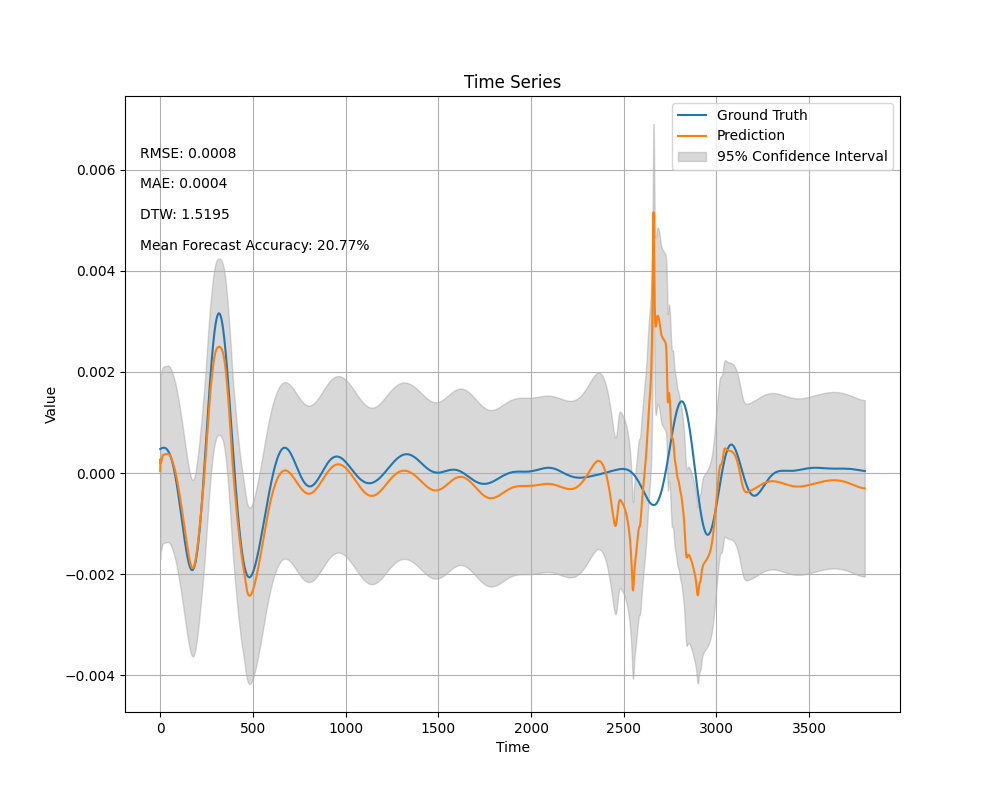 Time Series
Ground Truth
Prediction
95% Confidence Interval
RMSE: 0.0008
MAE: 0.0004
DTW: 1.5195
Mean Forecast Accuracy: 20.77%
0.006
0.004
0.002
0.000
−0.002
−0.004
Value
0 500 1000 1500 2000 2500 3000 3500
Time